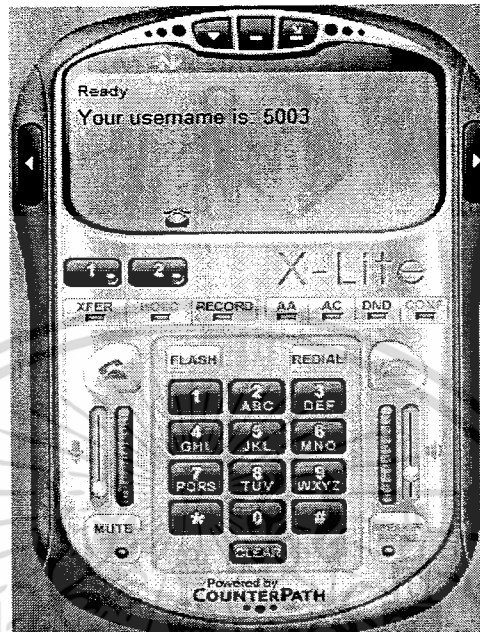 Ready
Your username is: 5003
1 2
X-Lite
XFER HOLD RECORD AA AC DND CONF
FLASH REDIAL
1 2 ABC 3 DEF
4 GHI 5 JKL 6 MNO
7 PQRS 8 TUV 9 WXYZ
* 0 #
MUTE
CLEAR
Powered by
COUNTERPATH